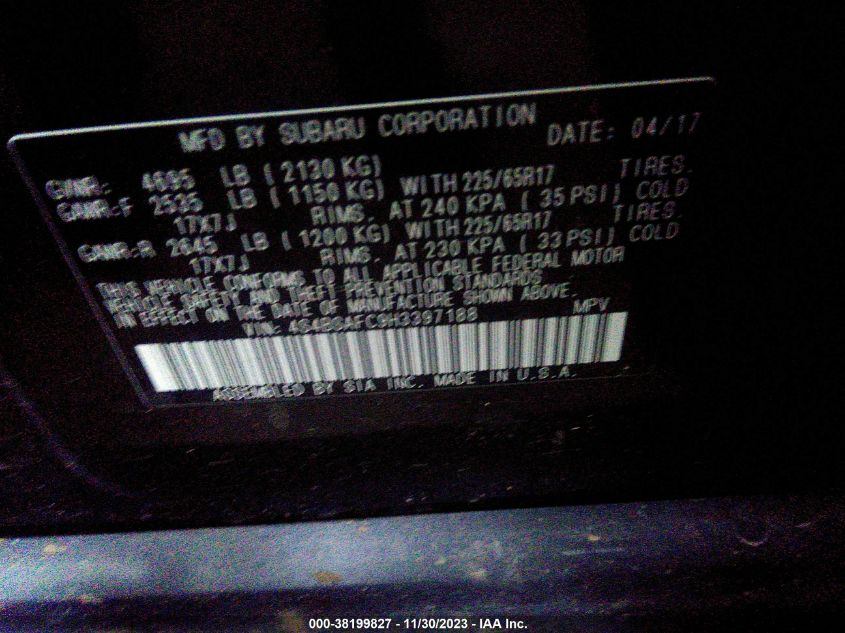 MFD BY SUBARU CORPORATION DATE: 04/17
GVWR: 4695 LB ( 2130 KG)
GAWR:F 2535 LB ( 1150 KG) WITH 225/65R17 TIRES.
17X7J RIMS. AT 240 KPA ( 35 PSI) COLD
GAWR:R 2645 LB ( 1200 KG) WITH 225/65R17 TIRES.
17X7J RIMS. AT 230 KPA ( 33 PSI) COLD
THIS VEHICLE CONFORMS TO ALL APPLICABLE FEDERAL MOTOR
VEHICLE SAFETY AND THEFT PREVENTION STANDARDS
IN EFFECT ON THE DATE OF MANUFACTURE SHOWN ABOVE.
VIN: 4S4BSAFC9H3397188 MPV
ASSEMBLED BY SIA INC. MADE IN U.S.A.
000-38199827 - 11/30/2023 - IAA Inc.